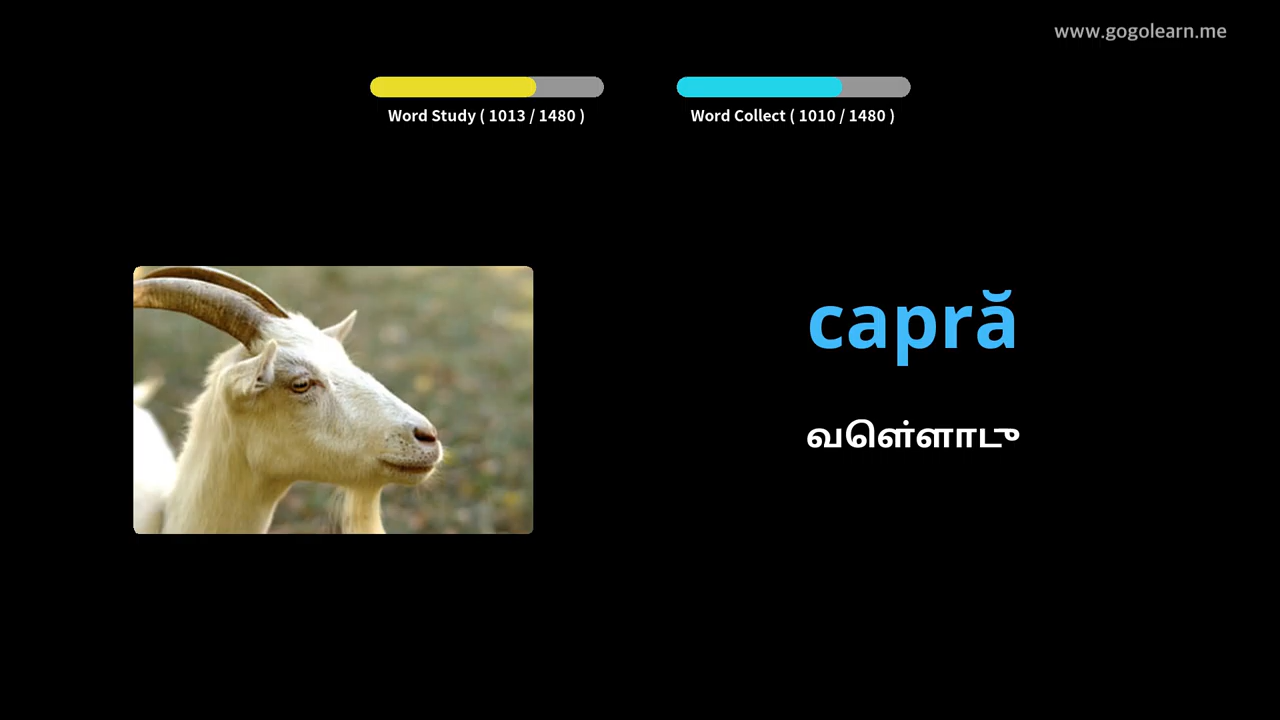 www.gogolearn.me
Word Study ( 1013 / 1480 )
Word Collect ( 1010 / 1480 )
capră
வெள்ளாடு